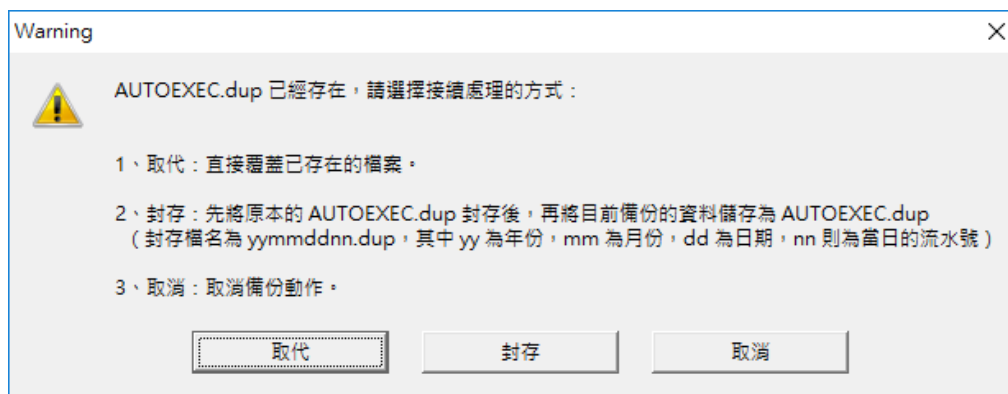 Warning
AUTOEXEC.dup 已經存在，請選擇接續處理的方式：
1、取代：直接覆蓋已存在的檔案。
2、封存：先將原本的 AUTOEXEC.dup 封存後，再將目前備份的資料儲存為 AUTOEXEC.dup
（封存檔名為 yymmddnn.dup，其中 yy 為年份，mm 為月份，dd 為日期，nn 則為當日的流水號）
3、取消：取消備份動作。
取代 封存 取消